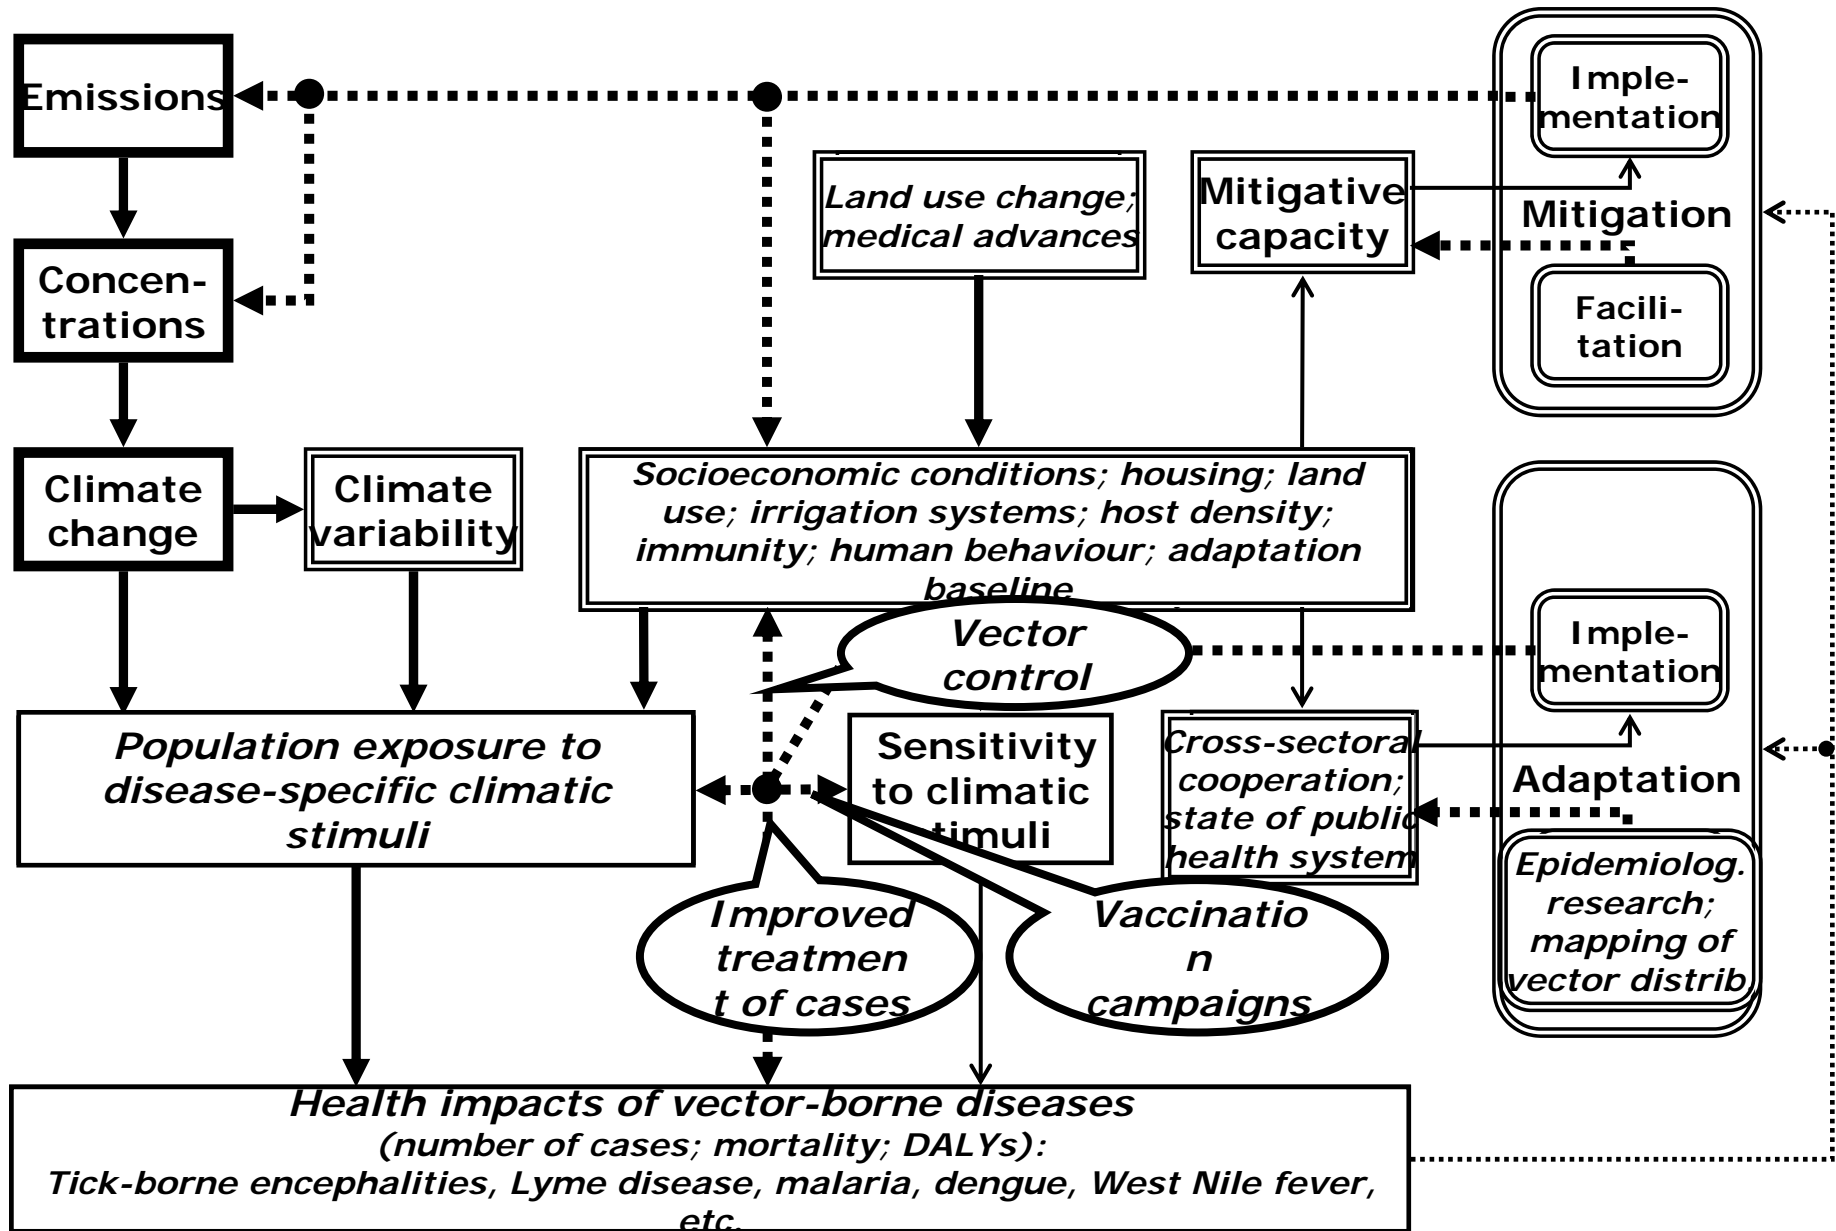 Emissions
Imple-
mentation
Land use change;
medical advances
Mitigative
capacity
Mitigation
Concen-
trations
Facili-
tation
Climate
change
Climate
variability
Socioeconomic conditions; housing; land
use; irrigation systems; host density;
immunity; human behaviour; adaptation
baseline
Vector
control
Imple-
mentation
Population exposure to
disease-specific climatic
stimuli
Sensitivity
to climatic
stimuli
Cross-sectoral
cooperation;
state of public
health system
Adaptation
Epidemiolog.
research;
mapping of
vector distrib.
Improved
treatmen
t of cases
Vaccinatio
n
campaigns
Health impacts of vector-borne diseases
(number of cases; mortality; DALYs):
Tick-borne encephalities, Lyme disease, malaria, dengue, West Nile fever,
etc.